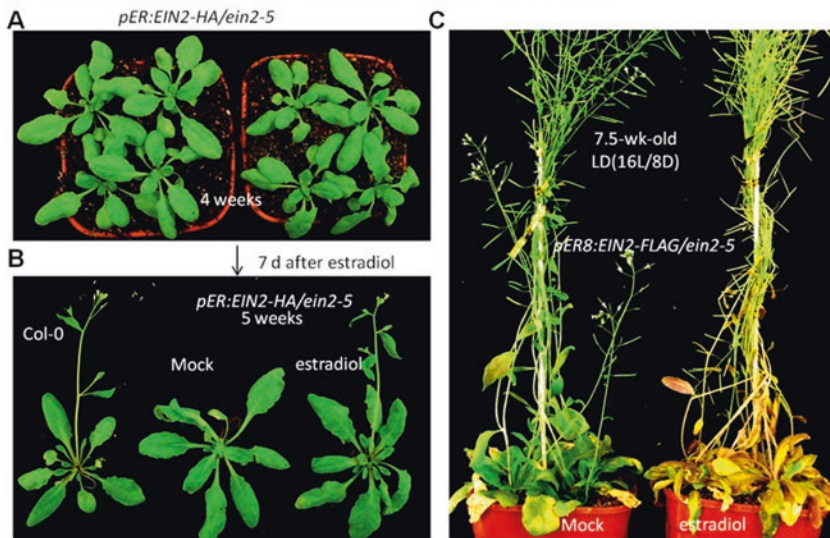 A
pER:EIN2-HA/ein2-5
4 weeks
7 d after estradiol
B
pER:EIN2-HA/ein2-5
5 weeks
Col-0
Mock
estradiol
C
7.5-wk-old
LD(16L/8D)
pER8:EIN2-FLAG/ein2-5
Mock
estradiol